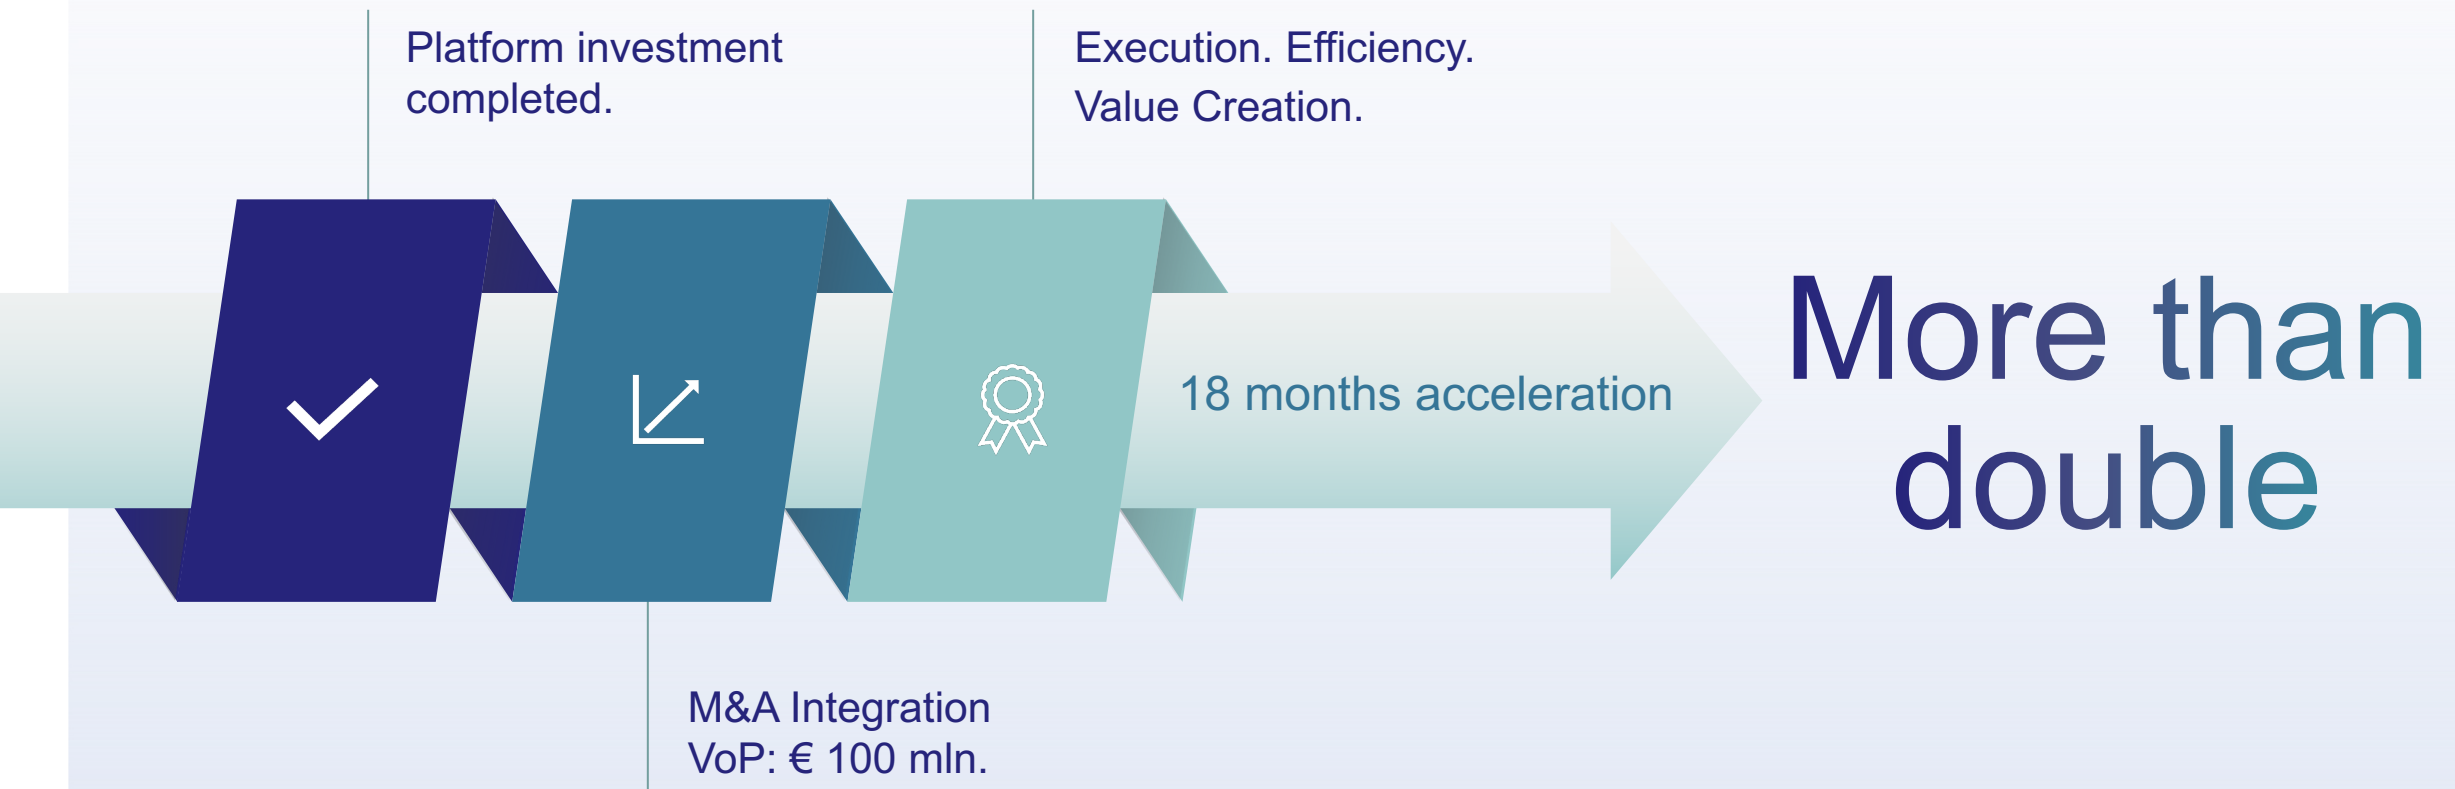 Platform investment
completed.
Execution. Efficiency.
Value Creation.
18 months acceleration
More than
double
M&A Integration
VoP: € 100 mln.